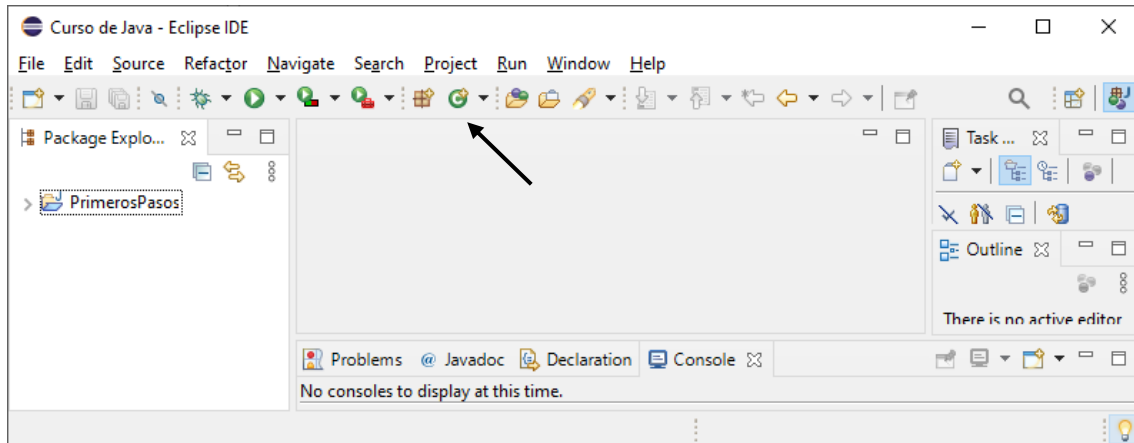 Curso de Java - Eclipse IDE
File Edit Source Refactor Navigate Search Project Run Window Help
Package Explo...
Task ...
PrimerosPasos
Outline
There is no active editor
Problems @ Javadoc Declaration Console
No consoles to display at this time.